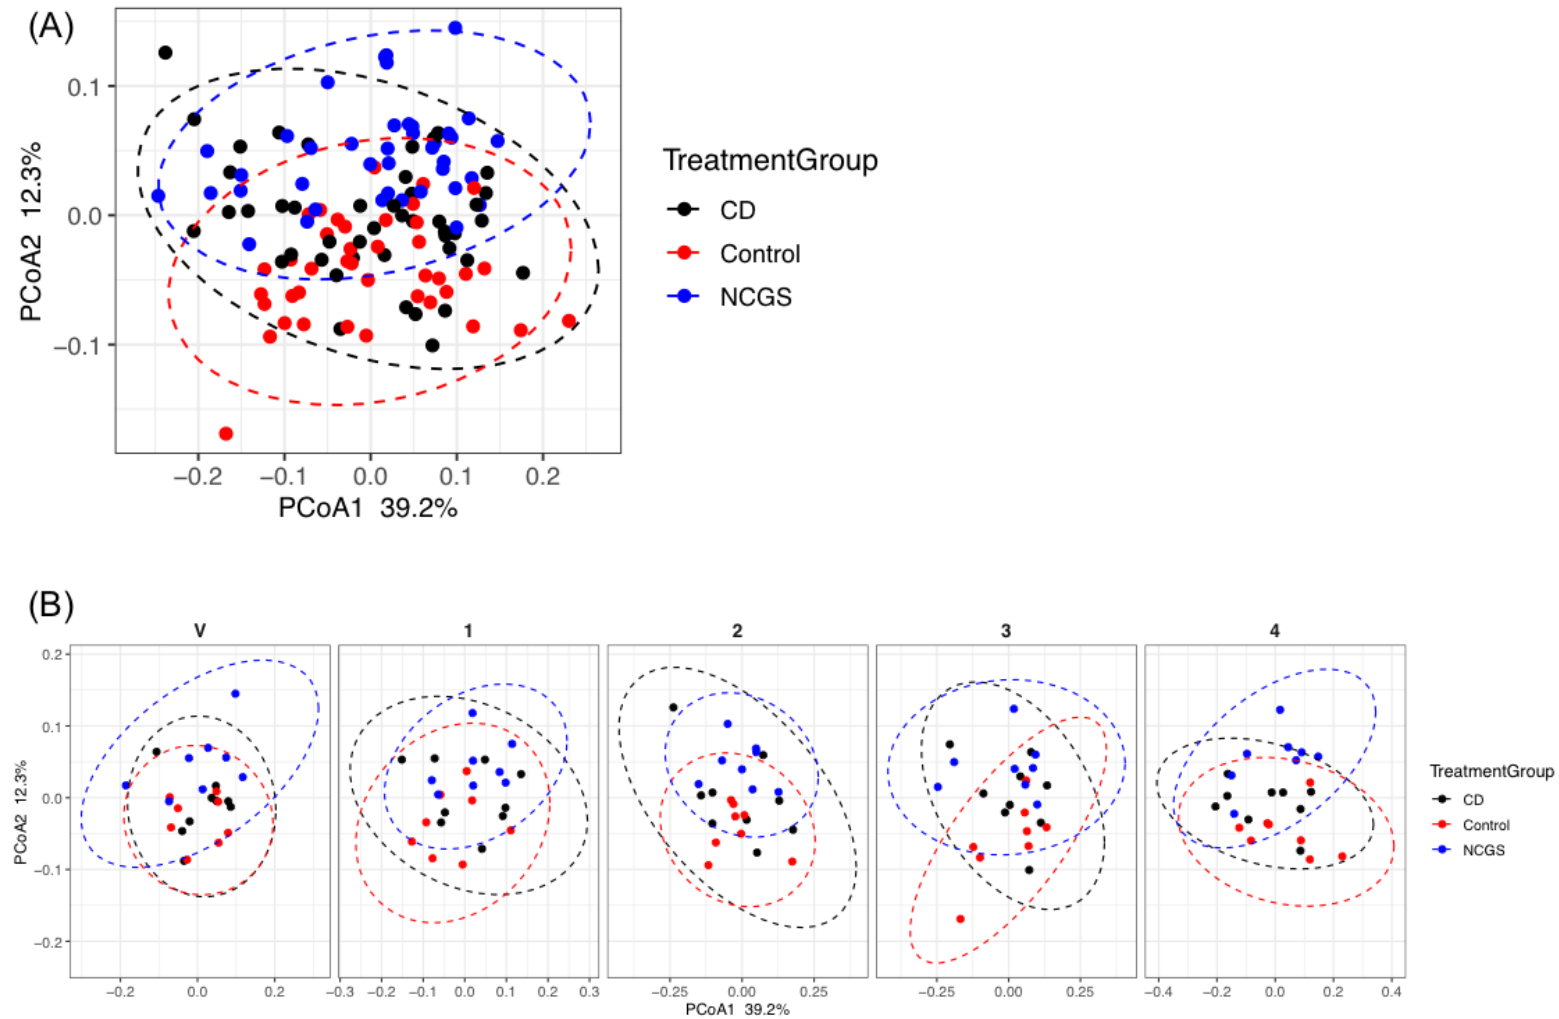 (A)
0.1
0.0
−0.1
PCoA2 12.3%
−0.2 −0.1 0.0 0.1 0.2
PCoA1 39.2%
TreatmentGroup
CD
Control
NCGS
(B)
V 1 2 3 4
0.2
0.1
0.0
−0.1
−0.2
PCoA2 12.3%
−0.2 0.0 0.2 −0.3 −0.2 −0.1 0.0 0.1 0.2 0.3 −0.25 0.00 0.25 −0.25 0.00 0.25 −0.4 −0.2 0.0 0.2 0.4
PCoA1 39.2%
TreatmentGroup
CD
Control
NCGS